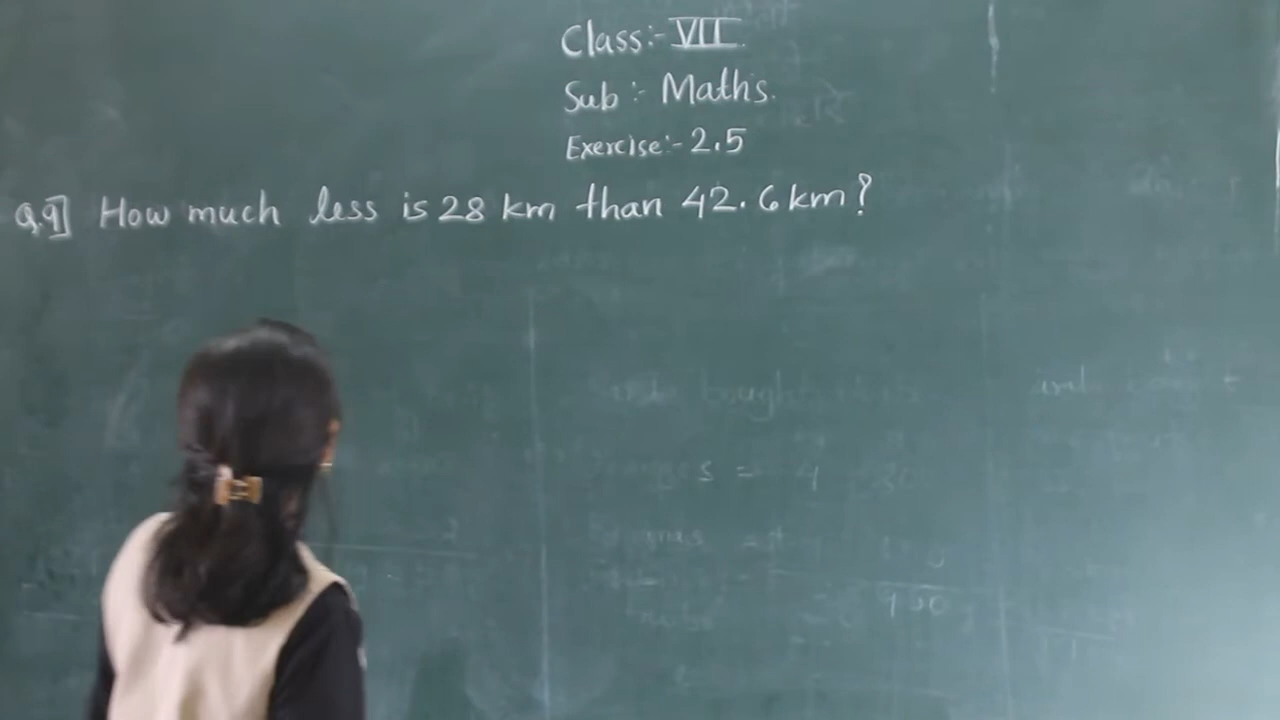 Class:- VII.
Sub :- Maths.
Exercise:- 2.5
Q.9] How much less is 28 km than 42.6 km?